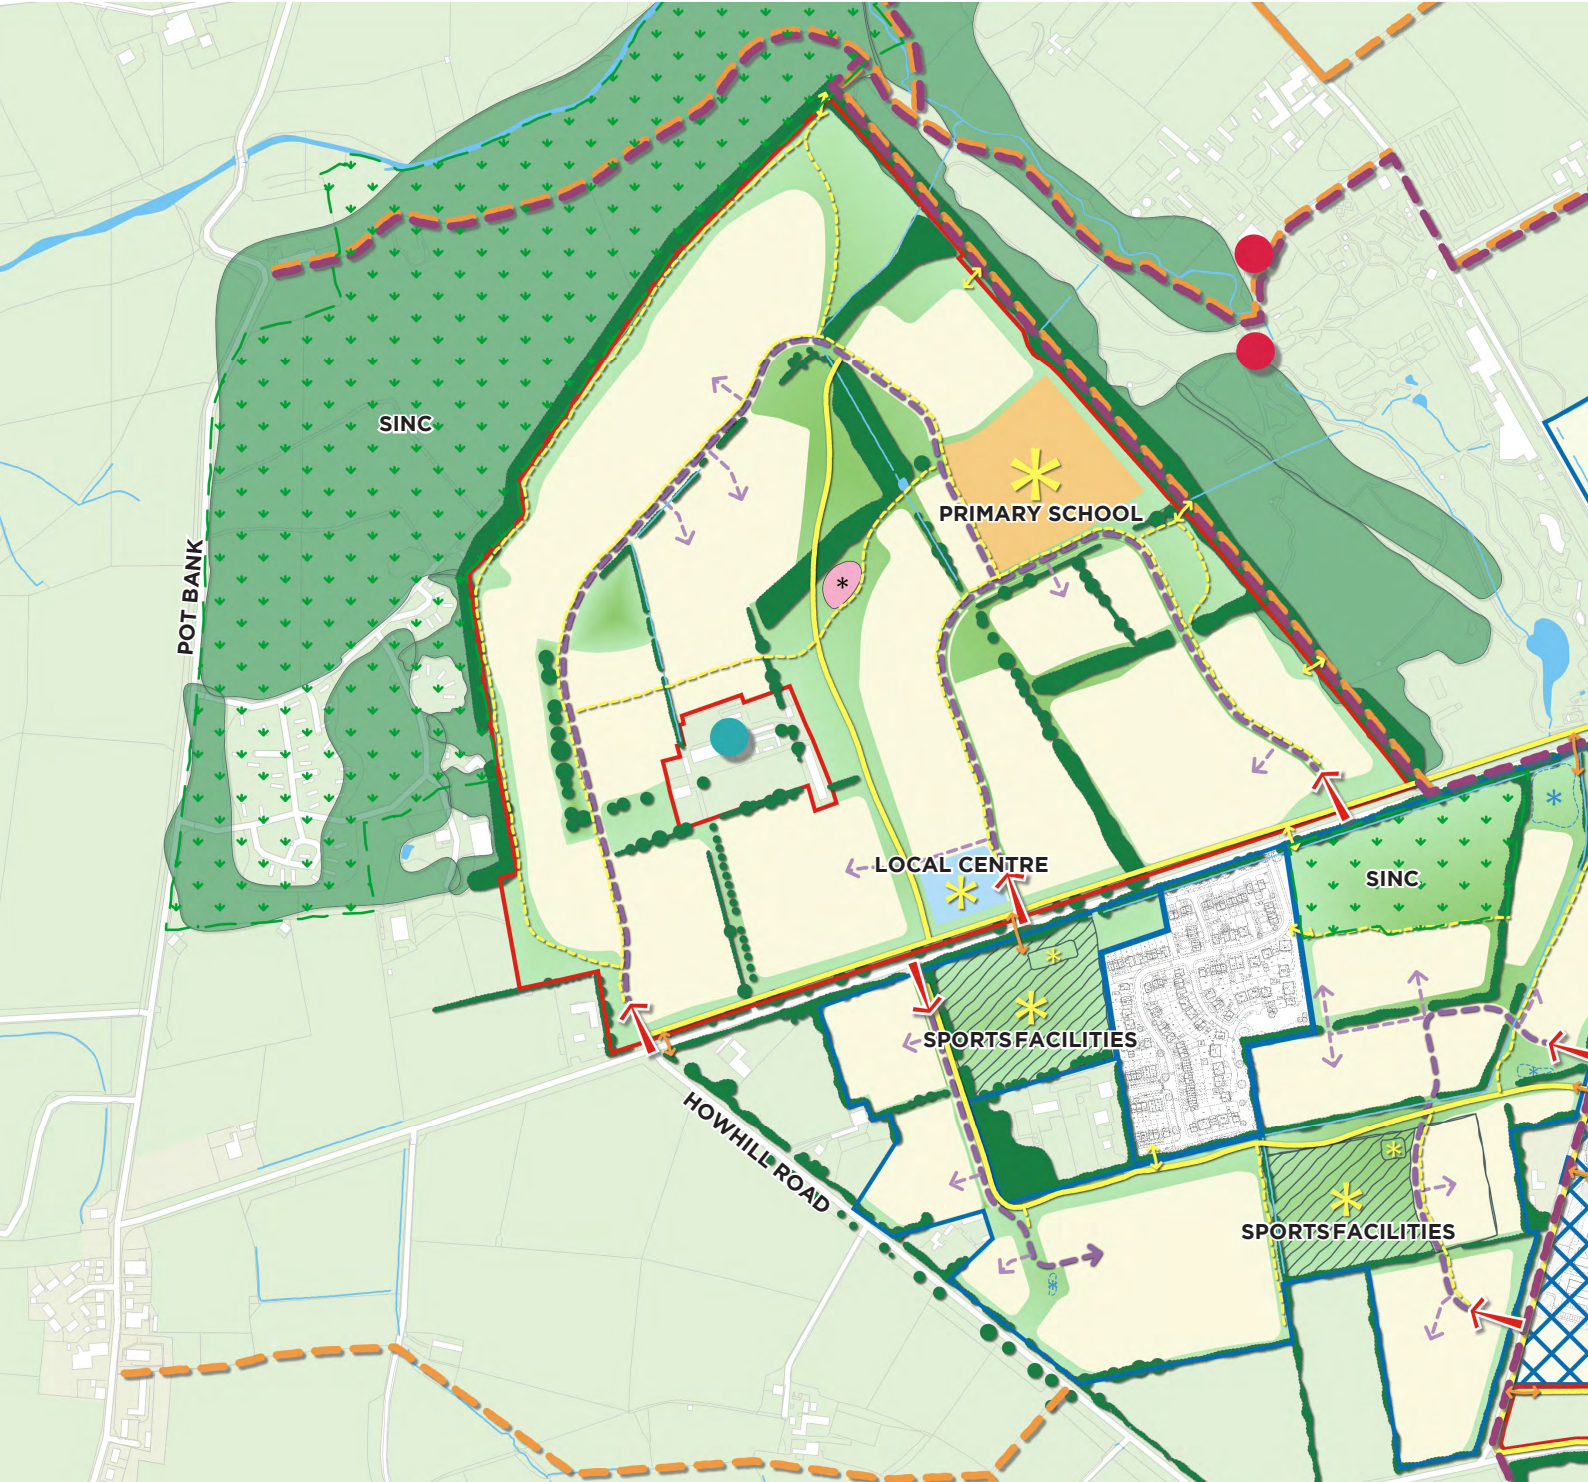 SINC
PRIMARY SCHOOL
POT BANK
LOCAL CENTRE
SINC
SPORTS FACILITIES
HOWHILL ROAD
SPORTS FACILITIES